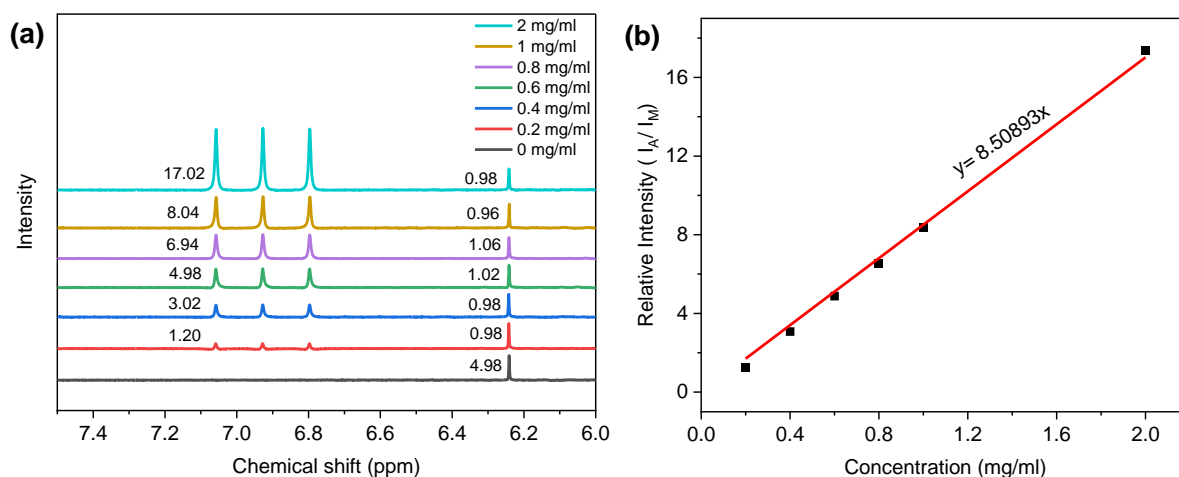 (a)
2 mg/ml
1 mg/ml
0.8 mg/ml
0.6 mg/ml
0.4 mg/ml
0.2 mg/ml
0 mg/ml
17.02
0.98
8.04
0.96
6.94
1.06
4.98
1.02
3.02
0.98
1.20
0.98
4.98
Intensity
7.4
7.2
7.0
6.8
6.6
6.4
6.2
6.0
Chemical shift (ppm)
(b)
y= 8.50893x
Relative Intensity ( I_A/ I_M)
16
12
8
4
0
0.0
0.4
0.8
1.2
1.6
2.0
Concentration (mg/ml)